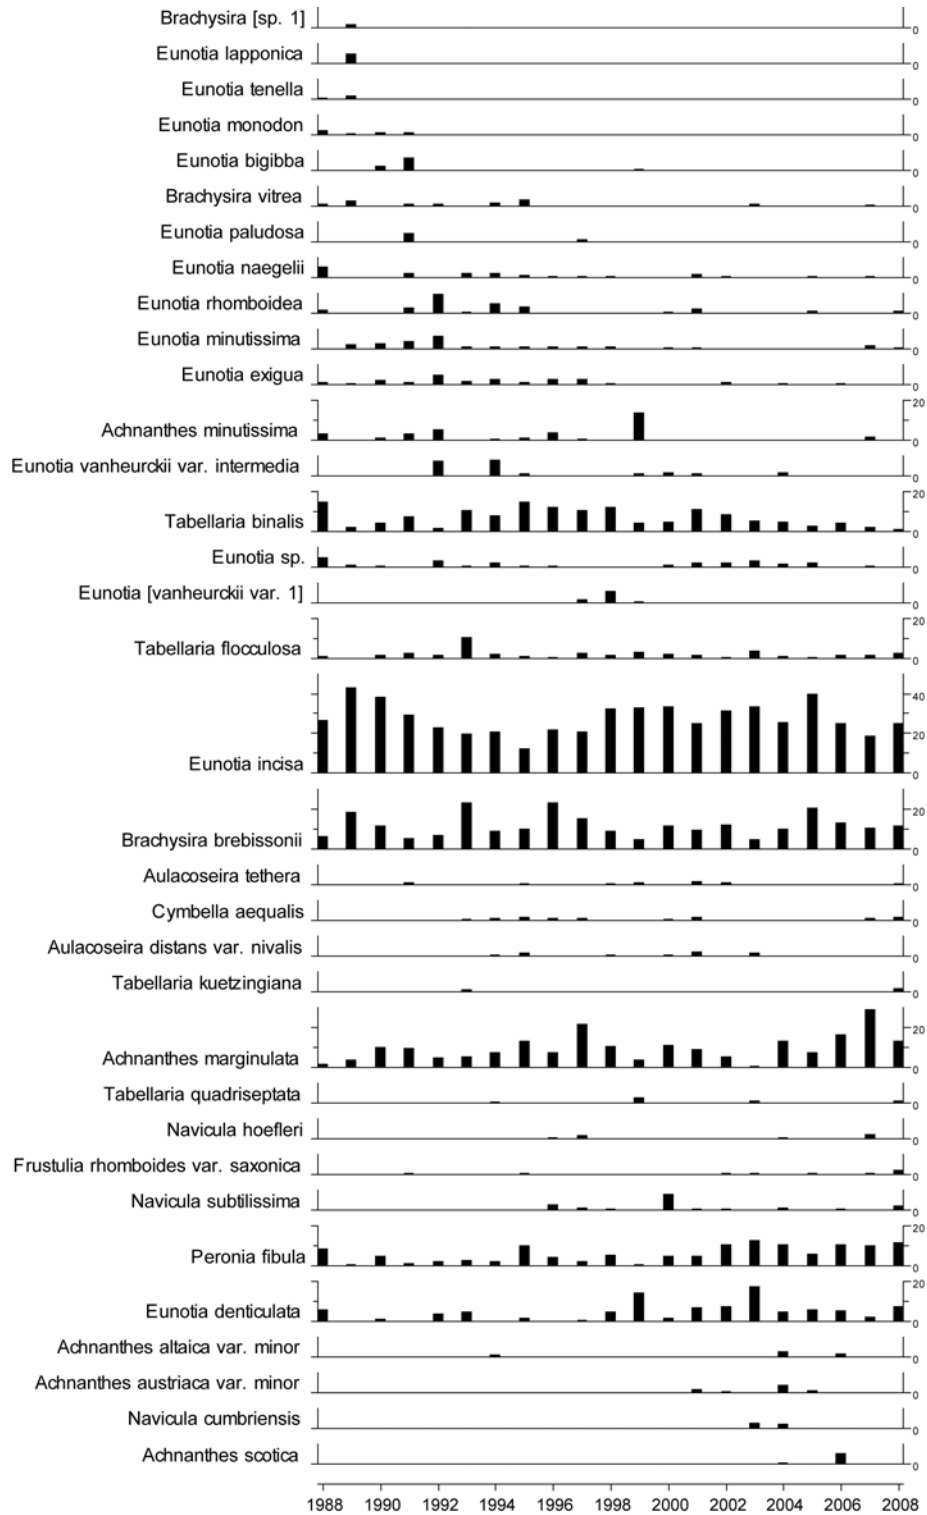 Brachysira [sp. 1]
0
Eunotia lapponica
0
Eunotia tenella
0
Eunotia monodon
0
Eunotia bigibba
0
Brachysira vitrea
0
Eunotia paludosa
0
Eunotia naegelii
0
Eunotia rhomboidea
0
Eunotia minutissima
0
Eunotia exigua
0
20
Achnanthes minutissima
0
Eunotia vanheurckii var. intermedia
0
20
Tabellaria binalis
0
Eunotia sp.
0
Eunotia [vanheurckii var. 1]
0
20
Tabellaria flocculosa
0
40
20
Eunotia incisa
0
20
Brachysira brebissonii
0
Aulacoseira tethera
0
Cymbella aequalis
0
Aulacoseira distans var. nivalis
0
Tabellaria kuetzingiana
0
20
Achnanthes marginulata
0
Tabellaria quadriseptata
0
Navicula hoefleri
0
Frustulia rhomboides var. saxonica
0
Navicula subtilissima
0
20
Peronia fibula
0
20
Eunotia denticulata
0
Achnanthes altaica var. minor
0
Achnanthes austriaca var. minor
0
Navicula cumbriensis
0
Achnanthes scotica
0
1988 1990 1992 1994 1996 1998 2000 2002 2004 2006 2008